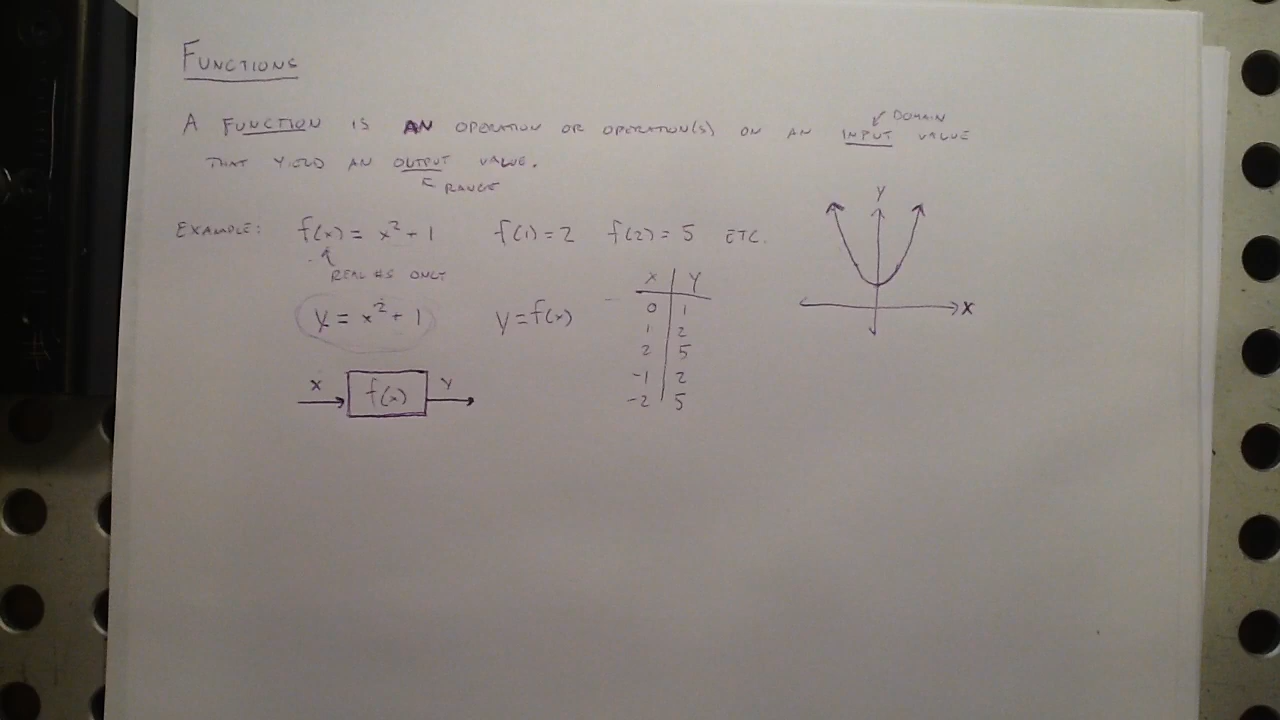 FUNCTIONS
↙ DOMAIN
A FUNCTION IS AN OPERATION OR OPERATION(S) ON AN INPUT VALUE
THAT YIELD AN OUTPUT VALUE.
↖ RANGE
EXAMPLE: f(x) = x² + 1 f(1) = 2 f(2) = 5 ETC.
REAL #S ONLY
y = x² + 1 y = f(x)
x f(x) y
X Y
0 1
1 2
2 5
-1 2
-2 5
Y
X